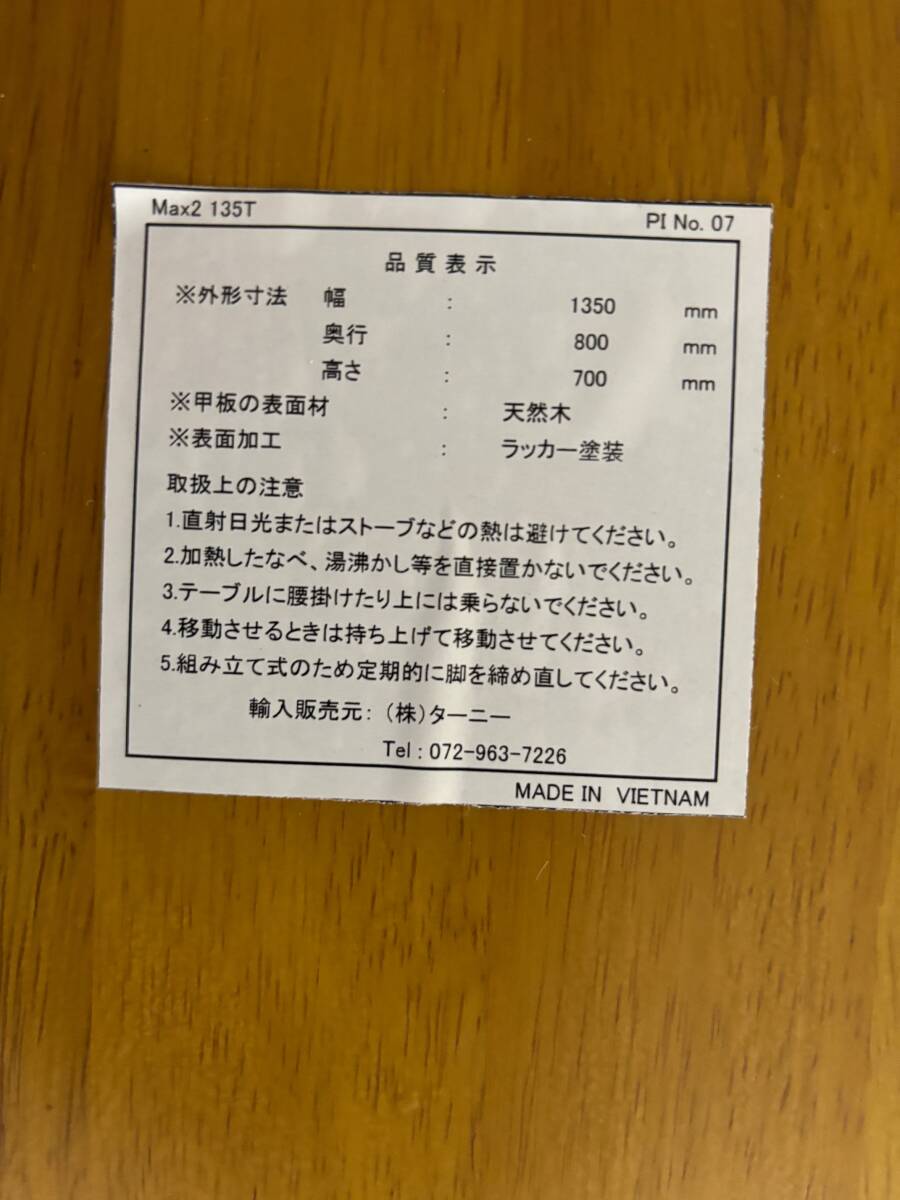 Max2 135T PI No. 07
品質表示
※外形寸法 幅 : 1350 mm
奥行 : 800 mm
高さ : 700 mm
※甲板の表面材 : 天然木
※表面加工 : ラッカー塗装
取扱上の注意
1.直射日光またはストーブなどの熱は避けてください。
2.加熱したなべ、湯沸かし等を直接置かないでください。
3.テーブルに腰掛けたり上には乗らないでください。
4.移動させるときは持ち上げて移動させてください。
5.組み立て式のため定期的に脚を締め直してください。
輸入販売元:(株)ターニー
Tel : 072-963-7226
MADE IN VIETNAM